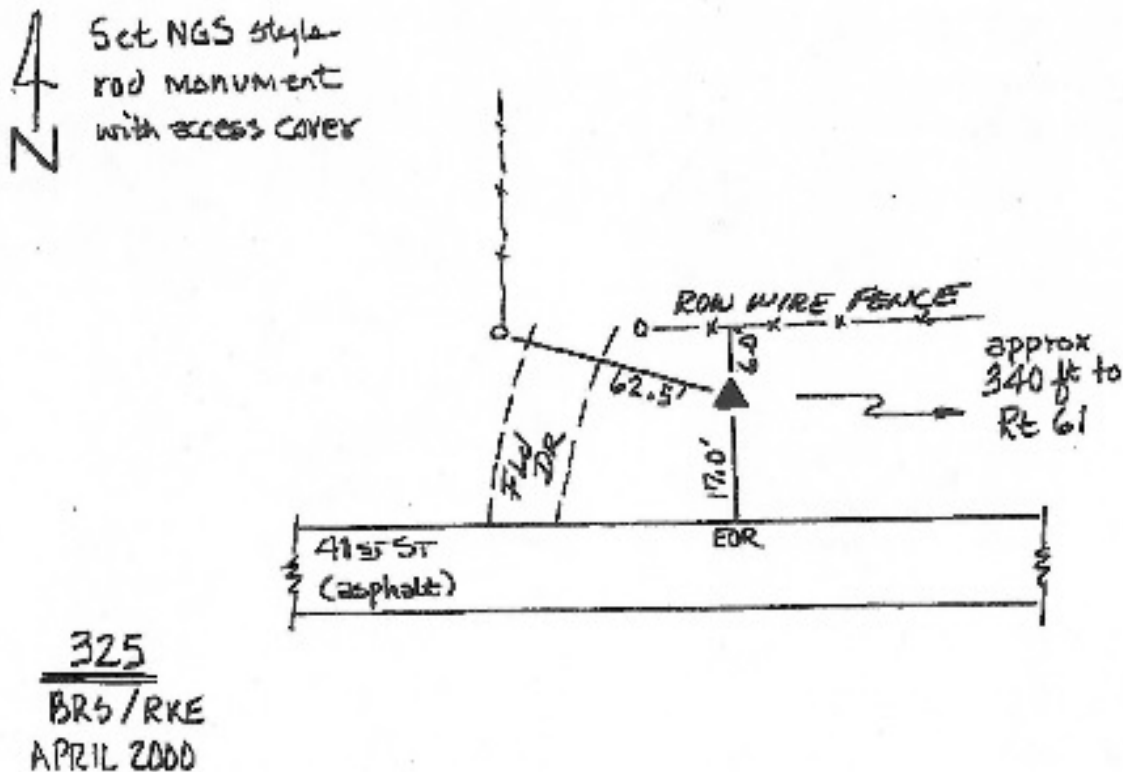 Set NGS style
rod monument
with access cover
N
ROW WIRE FENCE
6.0
62.5'
approx
340 ft to
Rt 61
FLD
DR
17.0'
EOR
41ST ST
(asphalt)
325
BRS/RKE
APRIL 2000